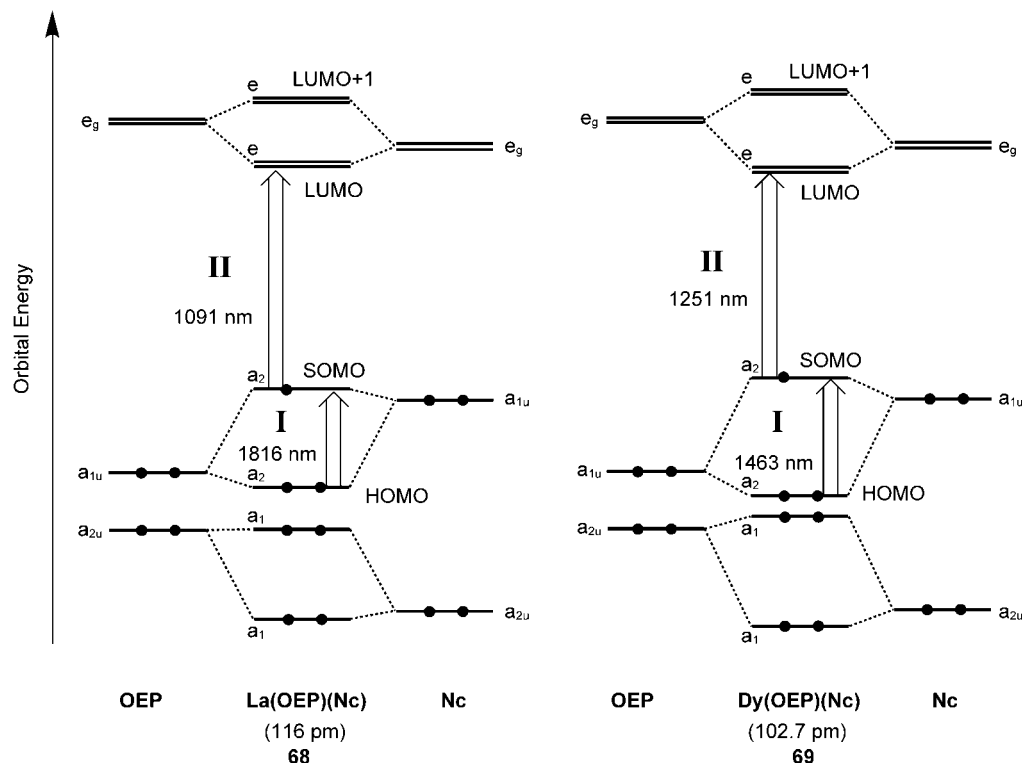 Orbital Energy
e
LUMO+1
eg
e
eg
LUMO
II
1091 nm
a2
SOMO
a1u
I
1816 nm
a1u
a2
HOMO
a2u
a1
a2u
a1
OEP
La(OEP)(Nc)
Nc
(116 pm)
68
e
LUMO+1
eg
e
eg
LUMO
II
1251 nm
a2
SOMO
a1u
I
1463 nm
a1u
a2
HOMO
a2u
a1
a2u
a1
OEP
Dy(OEP)(Nc)
Nc
(102.7 pm)
69